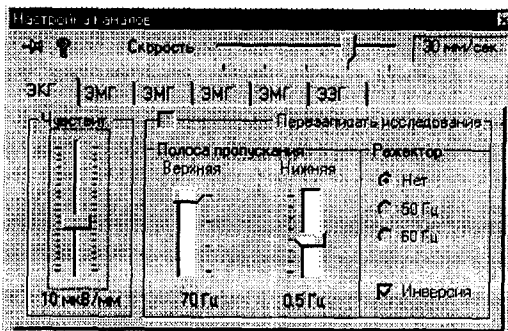 Настройка каналов
Скорость
30 мм/сек
ЭКГ ЭМГ ЭМГ ЭМГ ЭМГ ЭЭГ
Чувствит.
Перезаписать исследование
Полоса пропускания
Режектор
Верхняя
Нижняя
Нет
50 Гц
60 Гц
Инверсия
10 мкВ/мм
70 Гц
0.5 Гц